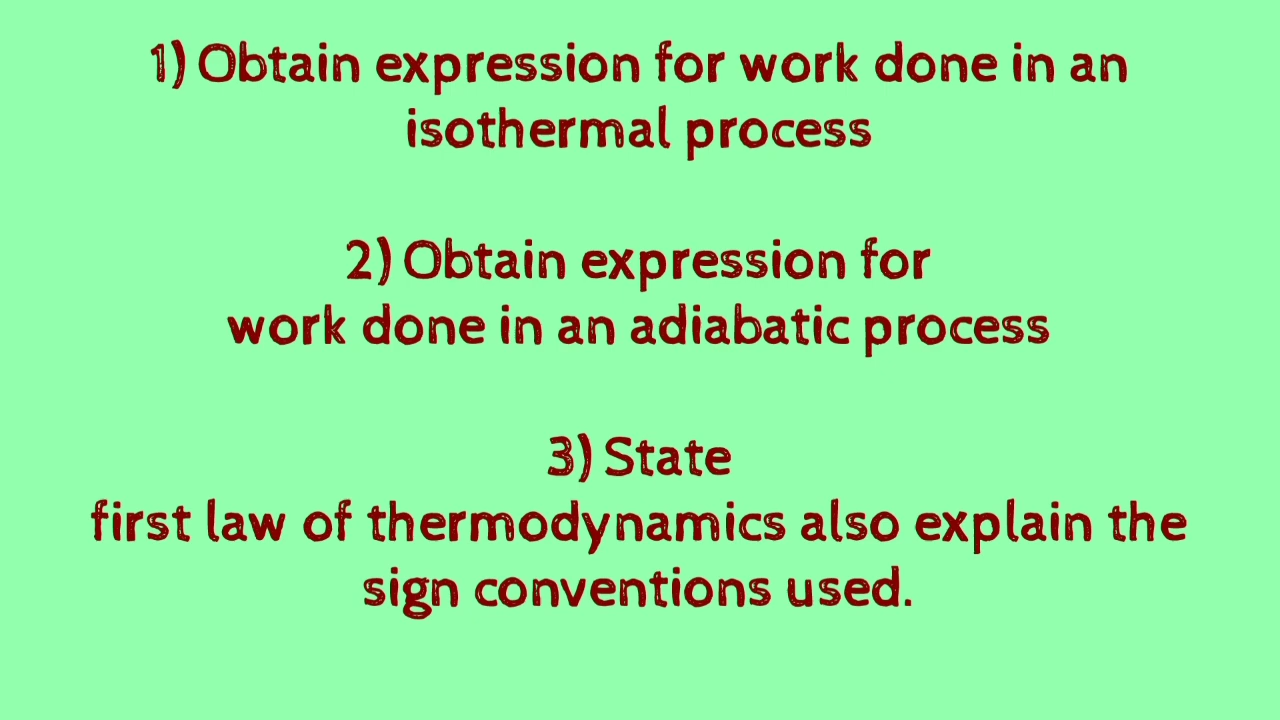 1) Obtain expression for work done in an
isothermal process
2) Obtain expression for
work done in an adiabatic process
3) State
first law of thermodynamics also explain the
sign conventions used.